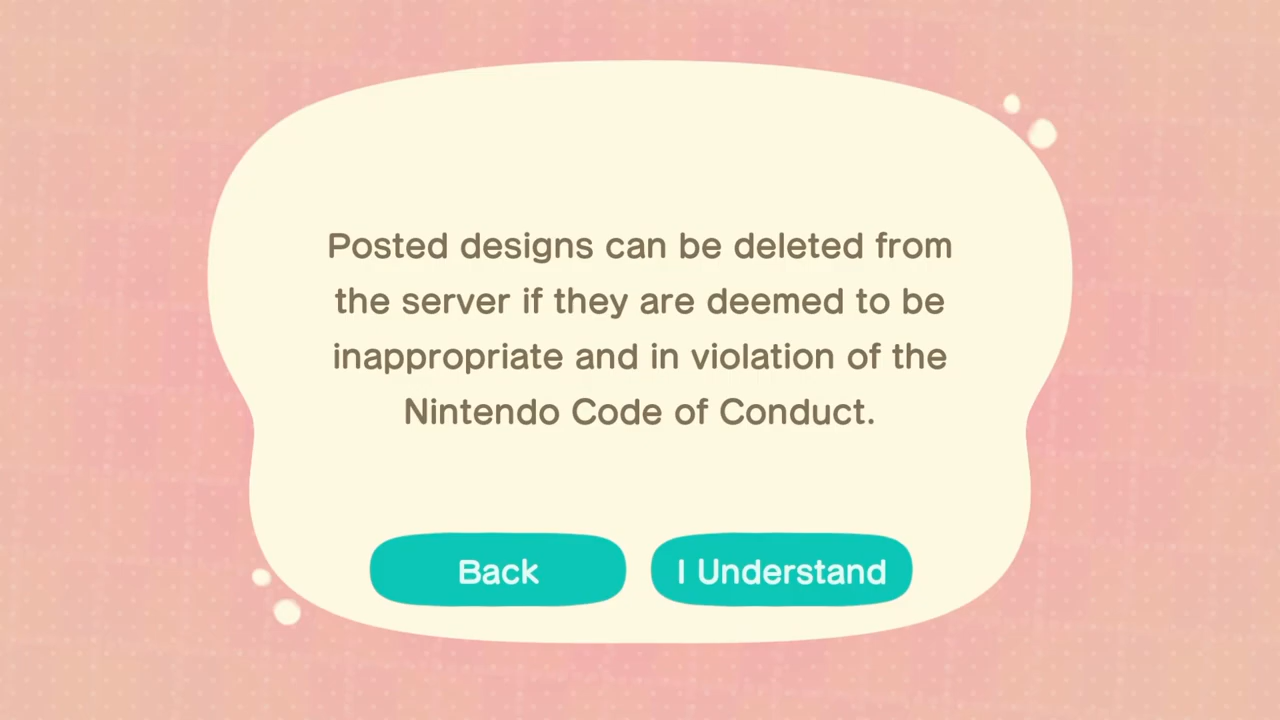 Posted designs can be deleted from
the server if they are deemed to be
inappropriate and in violation of the
Nintendo Code of Conduct.
Back
I Understand